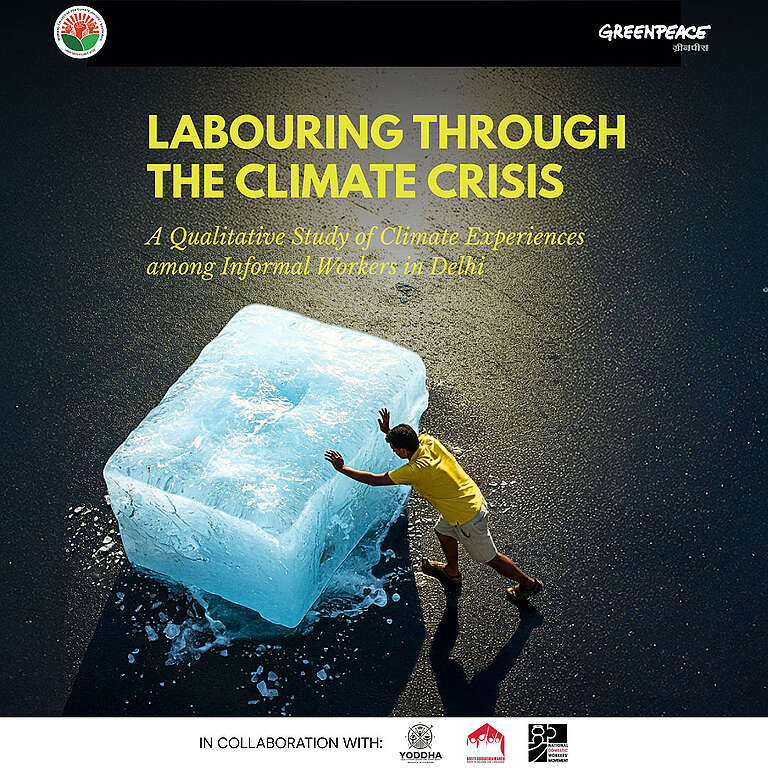 GREENPEACE
ग्रीनपीस
LABOURING THROUGH
THE CLIMATE CRISIS
A Qualitative Study of Climate Experiences
among Informal Workers in Delhi
IN COLLABORATION WITH:
YODDHA
NATIONAL
DOMESTIC
WORKERS'
MOVEMENT